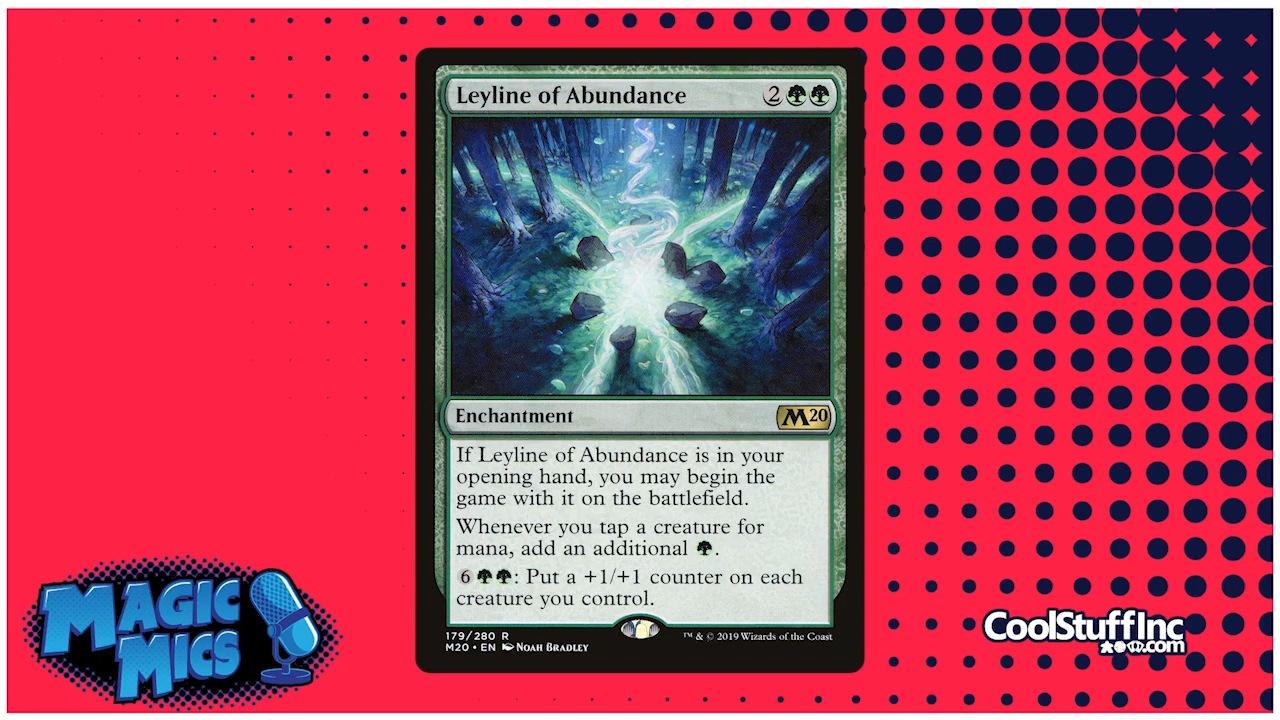 Leyline of Abundance 2
Enchantment M20
If Leyline of Abundance is in your
opening hand, you may begin the
game with it on the battlefield.
Whenever you tap a creature for
mana, add an additional .
6 : Put a +1/+1 counter on each
creature you control.
179/280 R ™ & © 2019 Wizards of the Coast
M20 • EN Noah Bradley
MAGIC
MICS
CoolStuffInc
.com